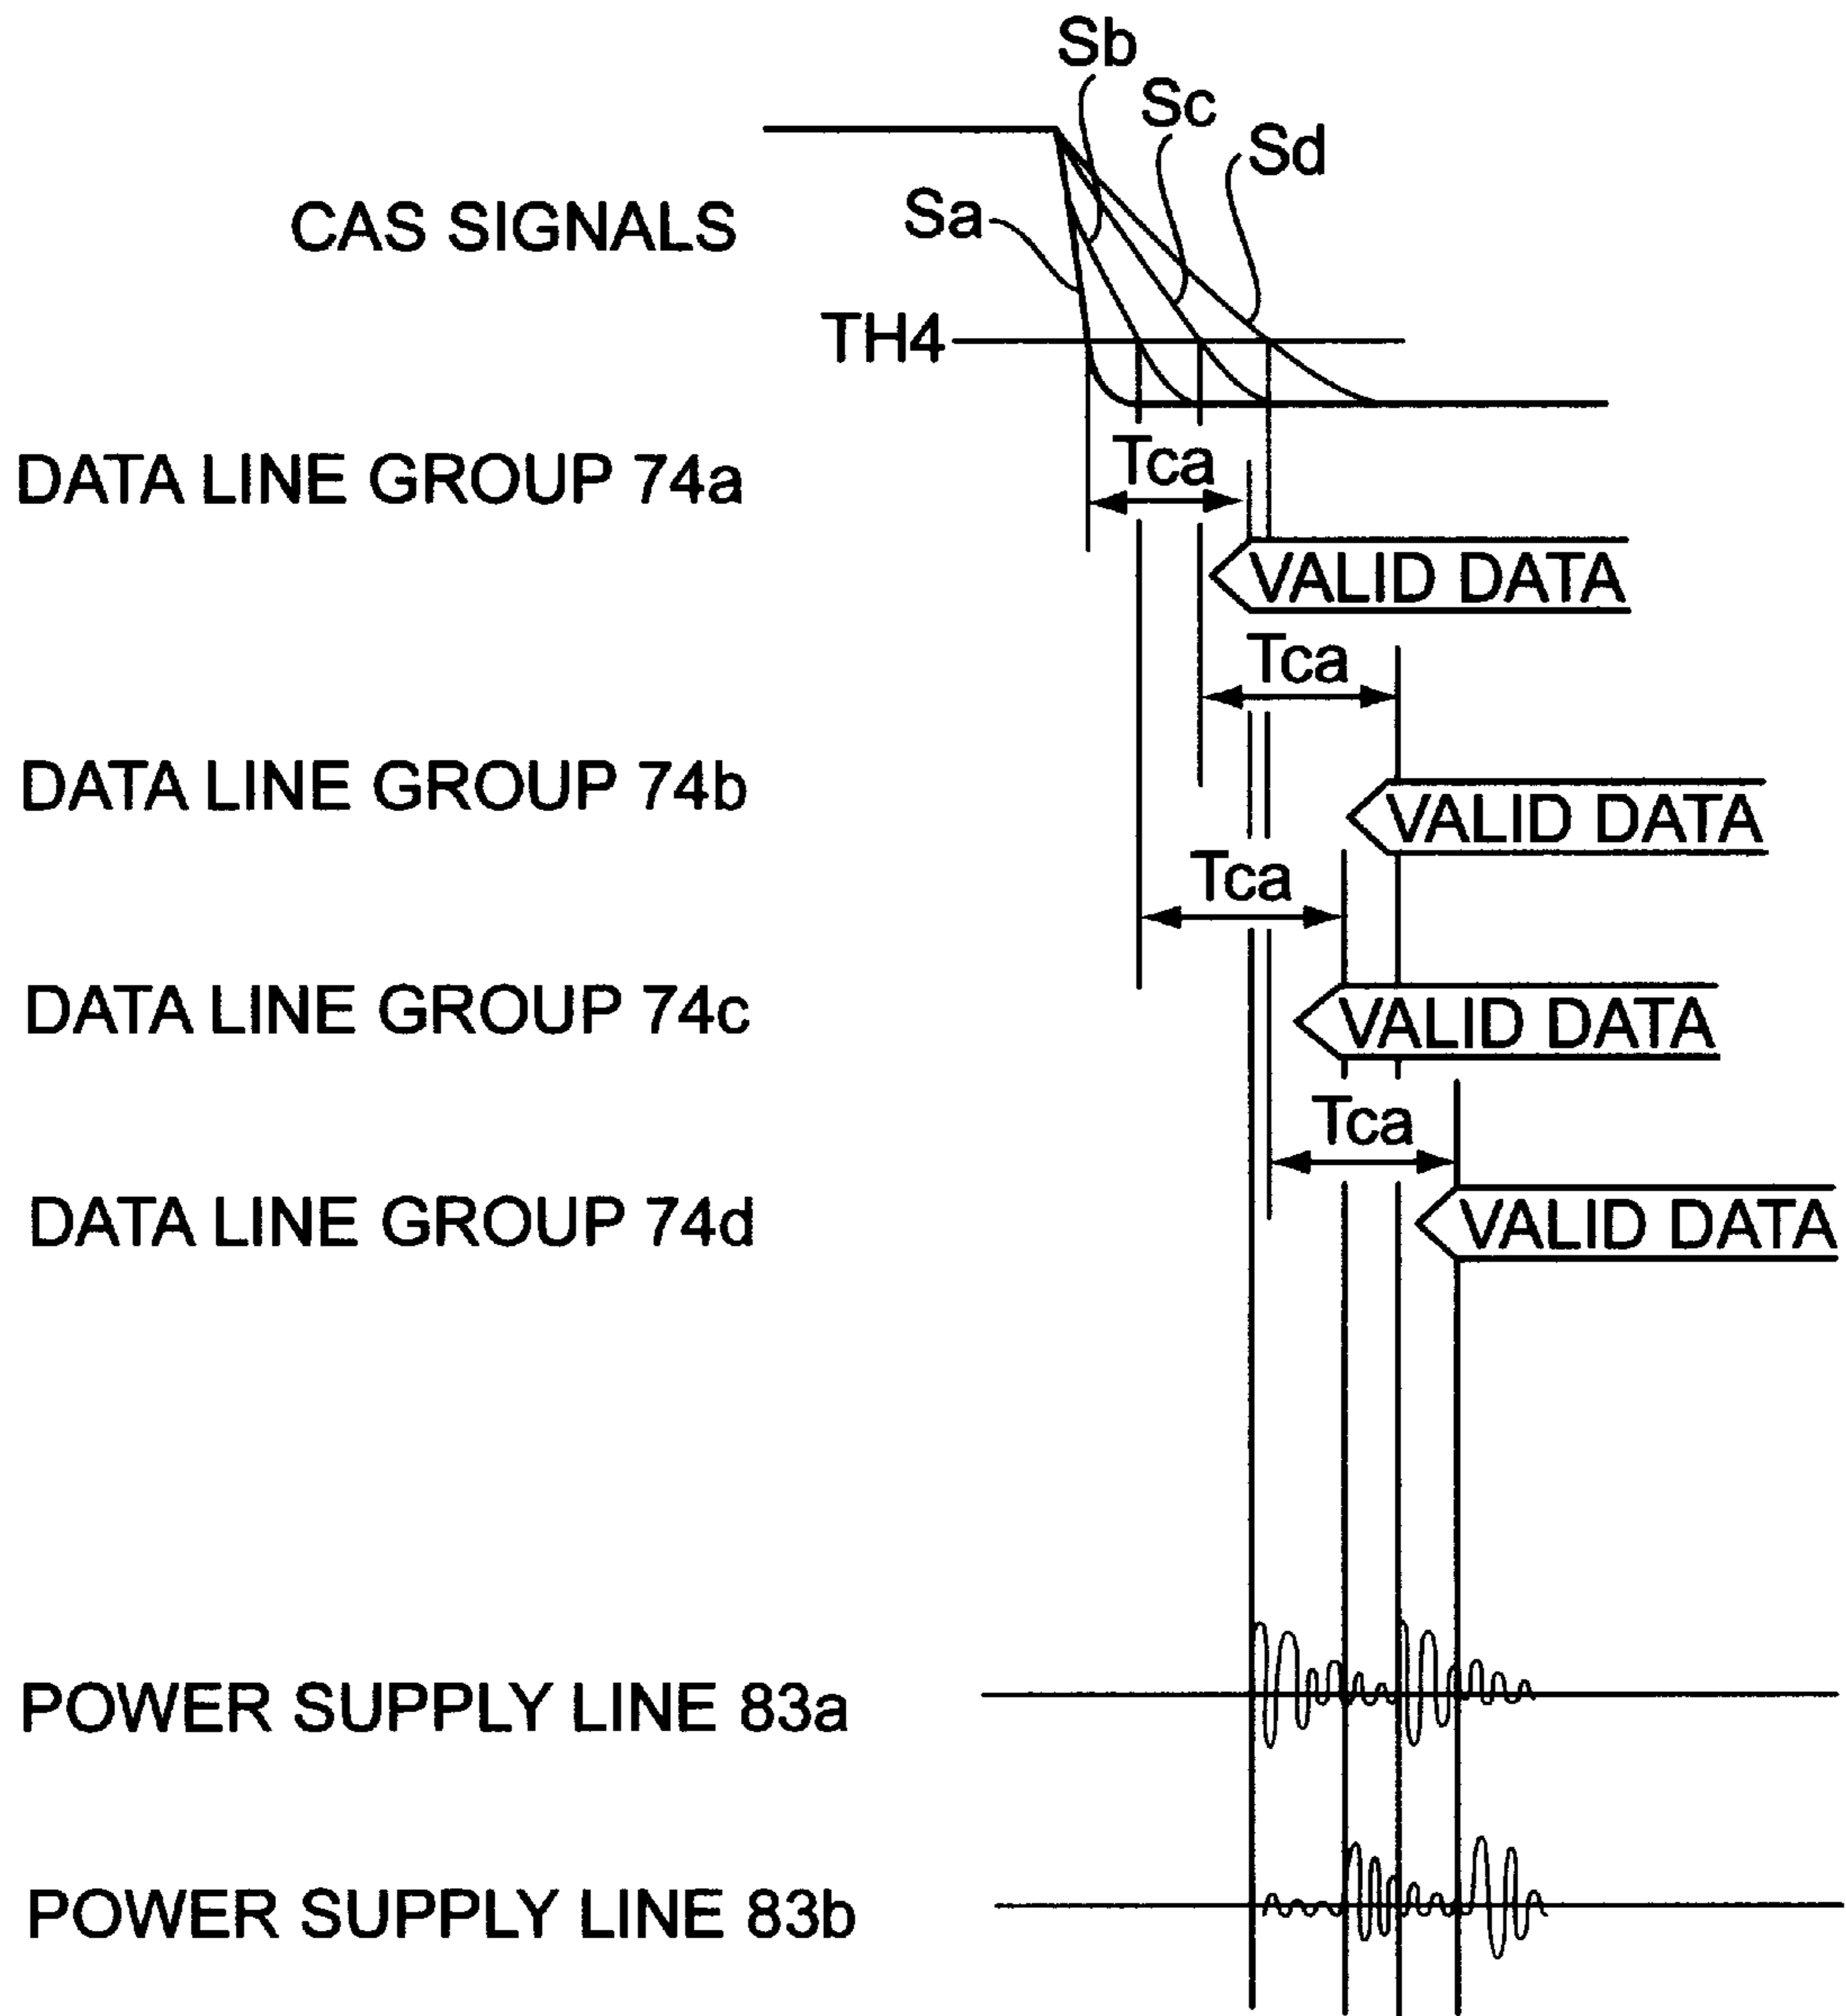 Sb
Sc
Sd
CAS SIGNALS
Sa
TH4
DATA LINE GROUP 74a
Tca
VALID DATA
Tca
DATA LINE GROUP 74b
VALID DATA
Tca
DATA LINE GROUP 74c
VALID DATA
Tca
DATA LINE GROUP 74d
VALID DATA
POWER SUPPLY LINE 83a
POWER SUPPLY LINE 83b